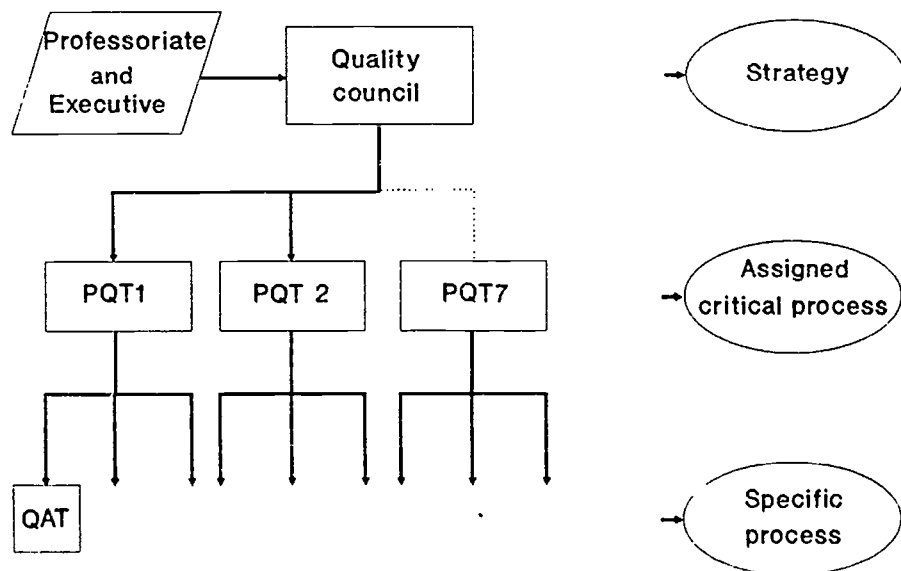 Professoriate
and
Executive
Quality
council
Strategy
PQT1
PQT 2
PQT7
Assigned
critical process
QAT
Specific
process